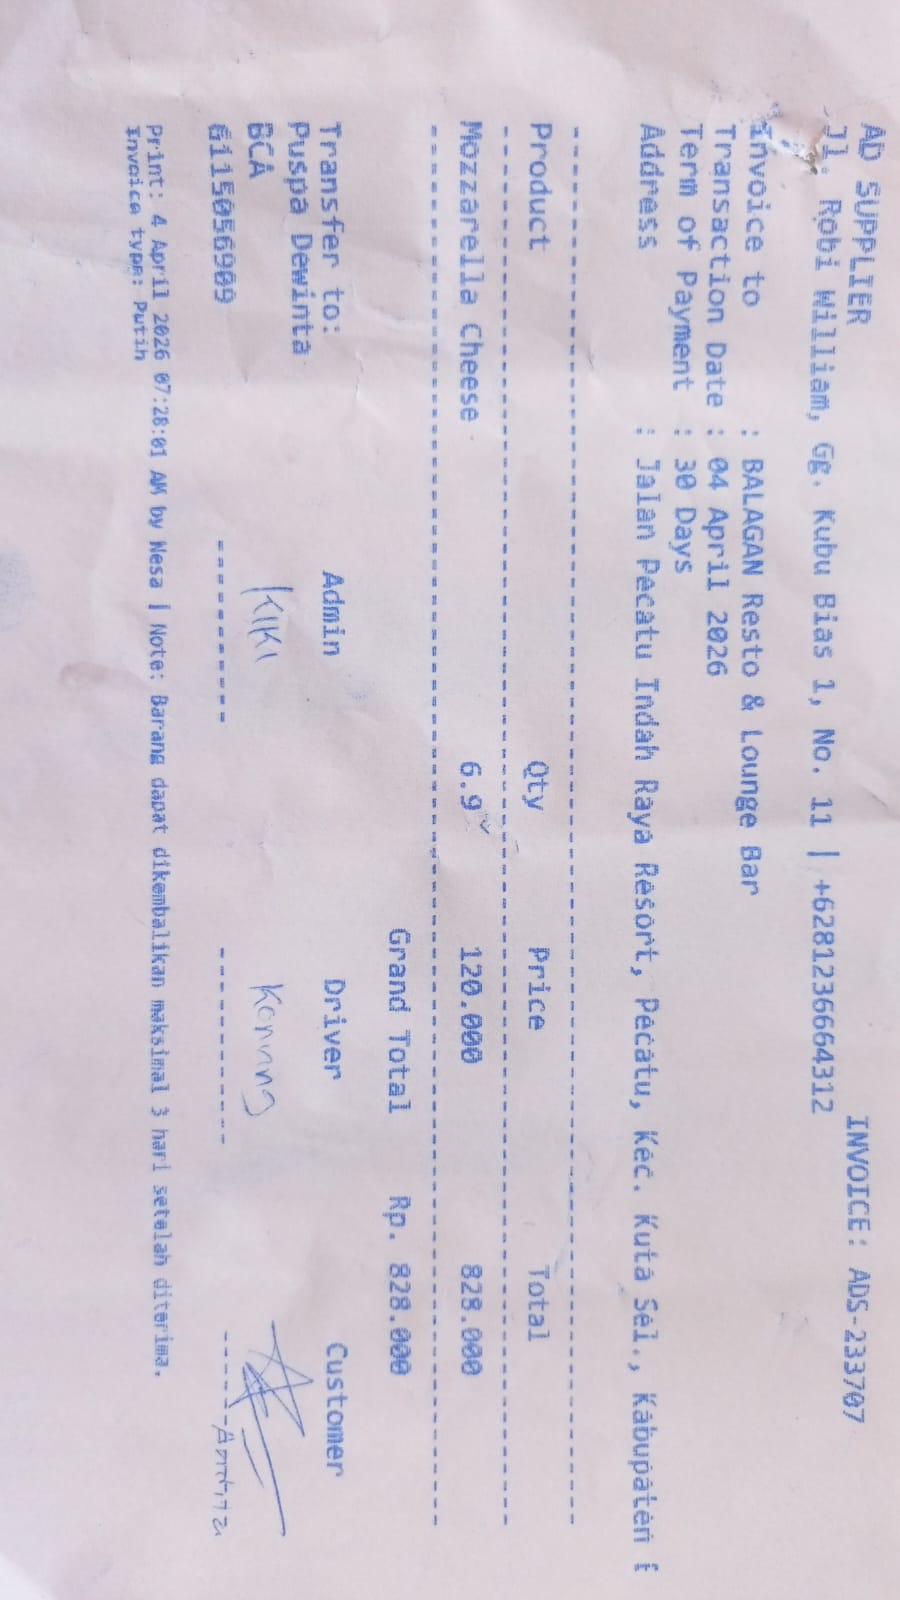 AD SUPPLIER INVOICE: ADS-233707
Jl. Robi William, Gg. Kubu Bias 1, No. 11 | +6281236664312
Invoice to : BALAGAN Resto & Lounge Bar
Transaction Date : 04 April 2026
Term of Payment : 30 Days
Address : Jalan Pecatu Indah Raya Resort, Pecatu, Kec. Kuta Sel., Kabupaten
Product Qty Price Total
Mozzarella Cheese 6.9 120.000 828.000
Grand Total Rp. 828.000
Transfer to: Admin Driver Customer
Puspa Dewinta
BCA KIKI Koning
6115056909
Print: 4 April 2026 07:28:01 AM by Wesa | Note: Barang dapat dikembalikan maksimal 3 hari setelah diterima.
Invoice type: Putih